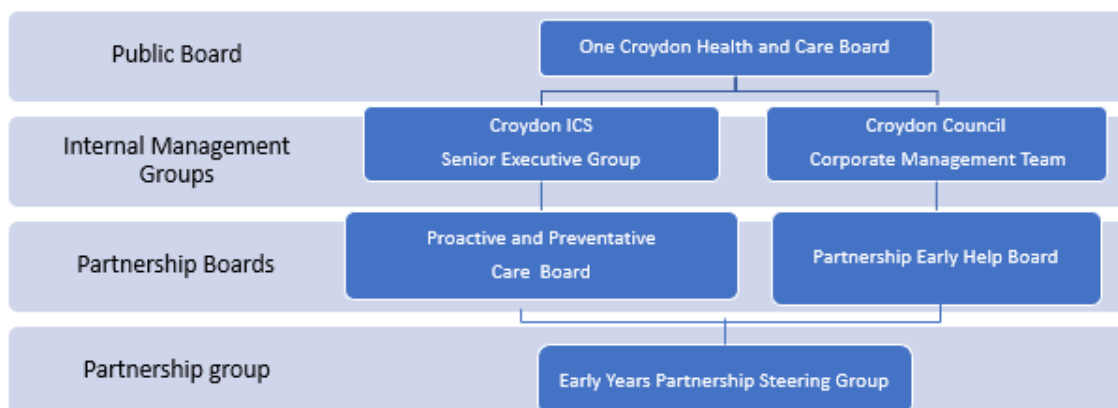 Public Board
One Croydon Health and Care Board
Internal Management
Groups
Croydon ICS
Senior Executive Group
Croydon Council
Corporate Management Team
Partnership Boards
Proactive and Preventative
Care Board
Partnership Early Help Board
Partnership group
Early Years Partnership Steering Group